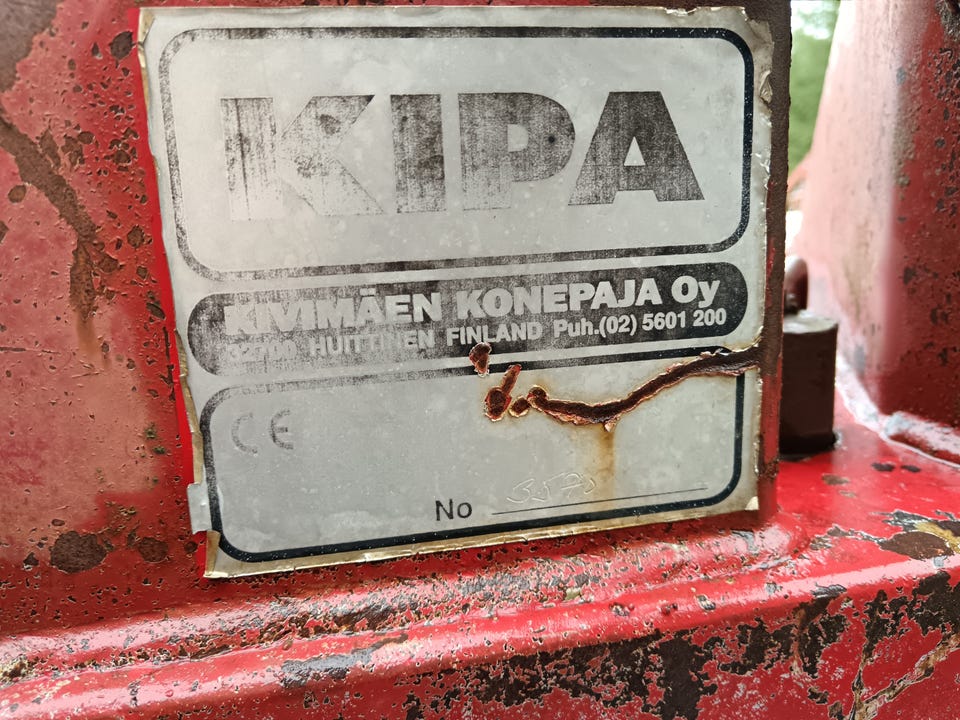 KIPA
KIVIMÄEN KONEPAJA Oy
32700 HUITTINEN FINLAND Puh.(02) 5601 200
CE
No